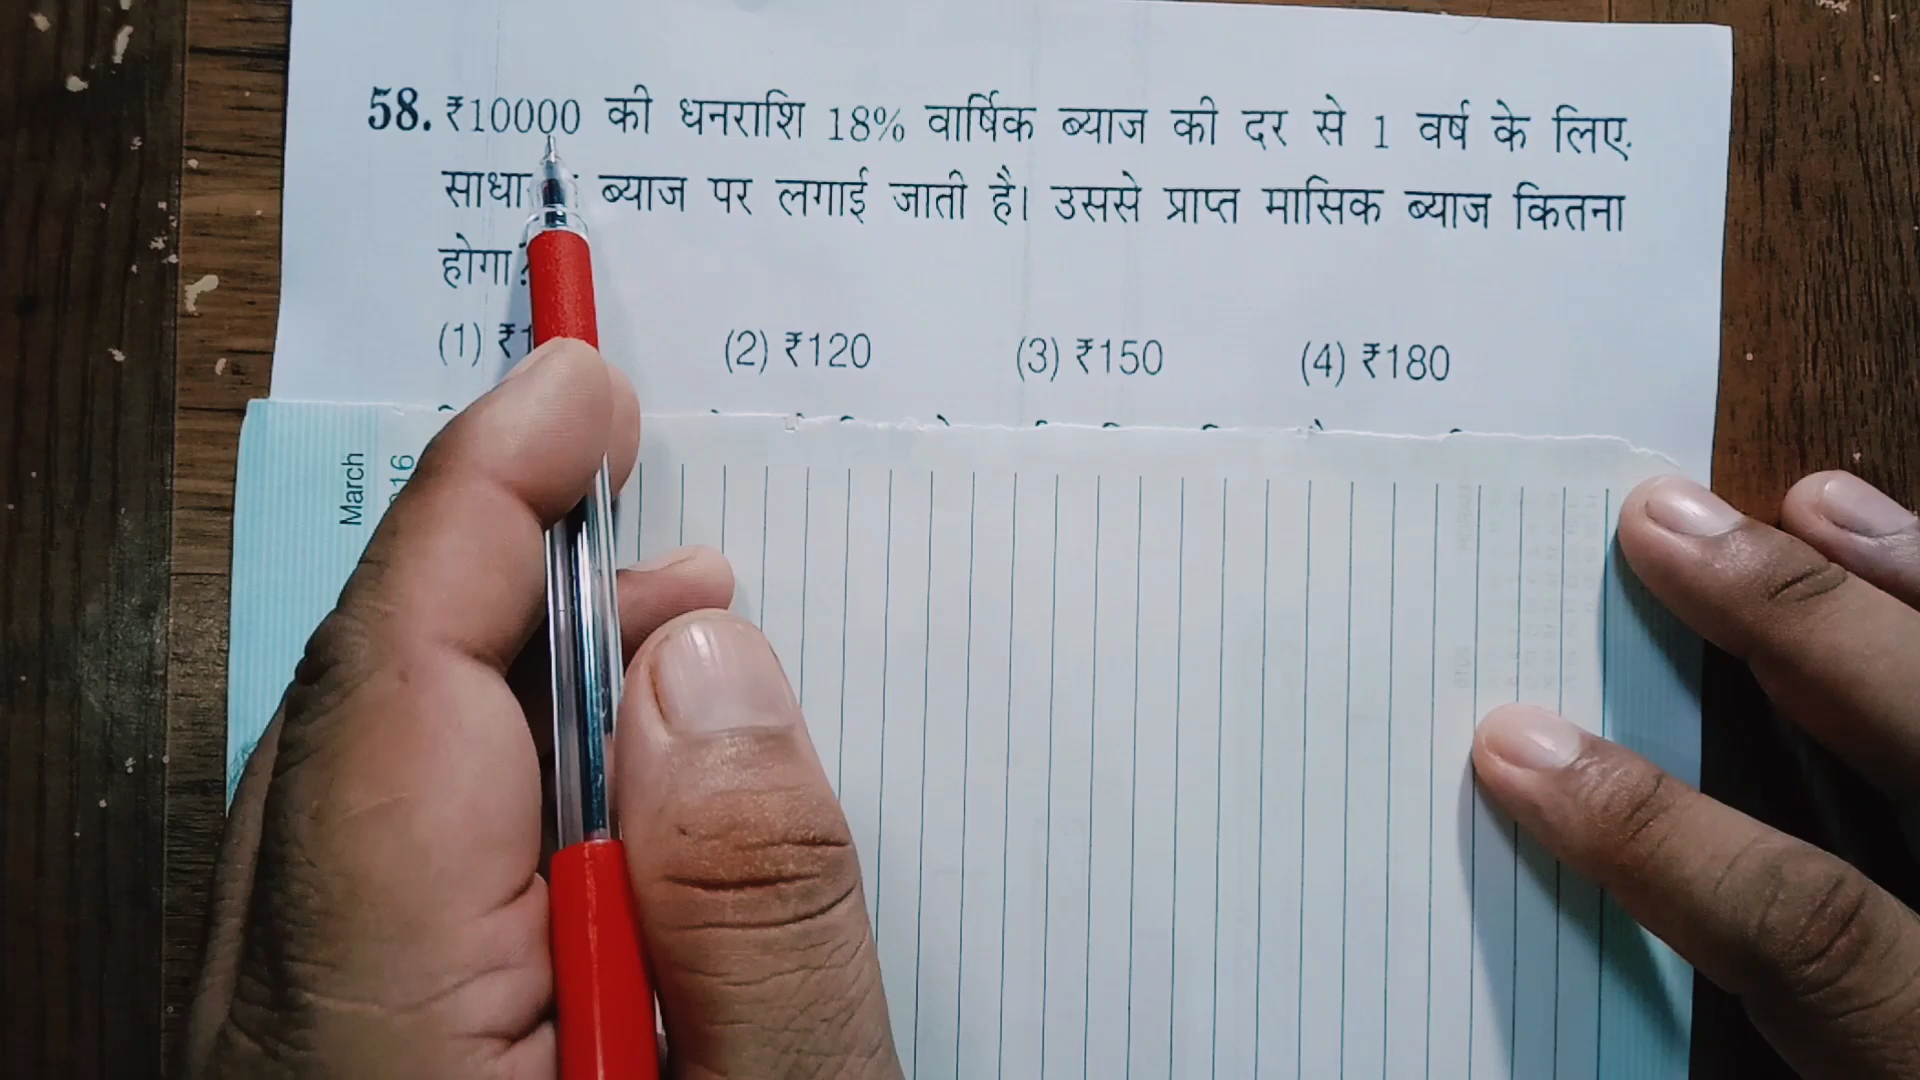 58. ₹10000 की धनराशि 18% वार्षिक ब्याज की दर से 1 वर्ष के लिए
ब्याज पर लगाई जाती है। उससे प्राप्त मासिक ब्याज कितना
होगा?
(1) (2) ₹120 (3) ₹150 (4) ₹180
March